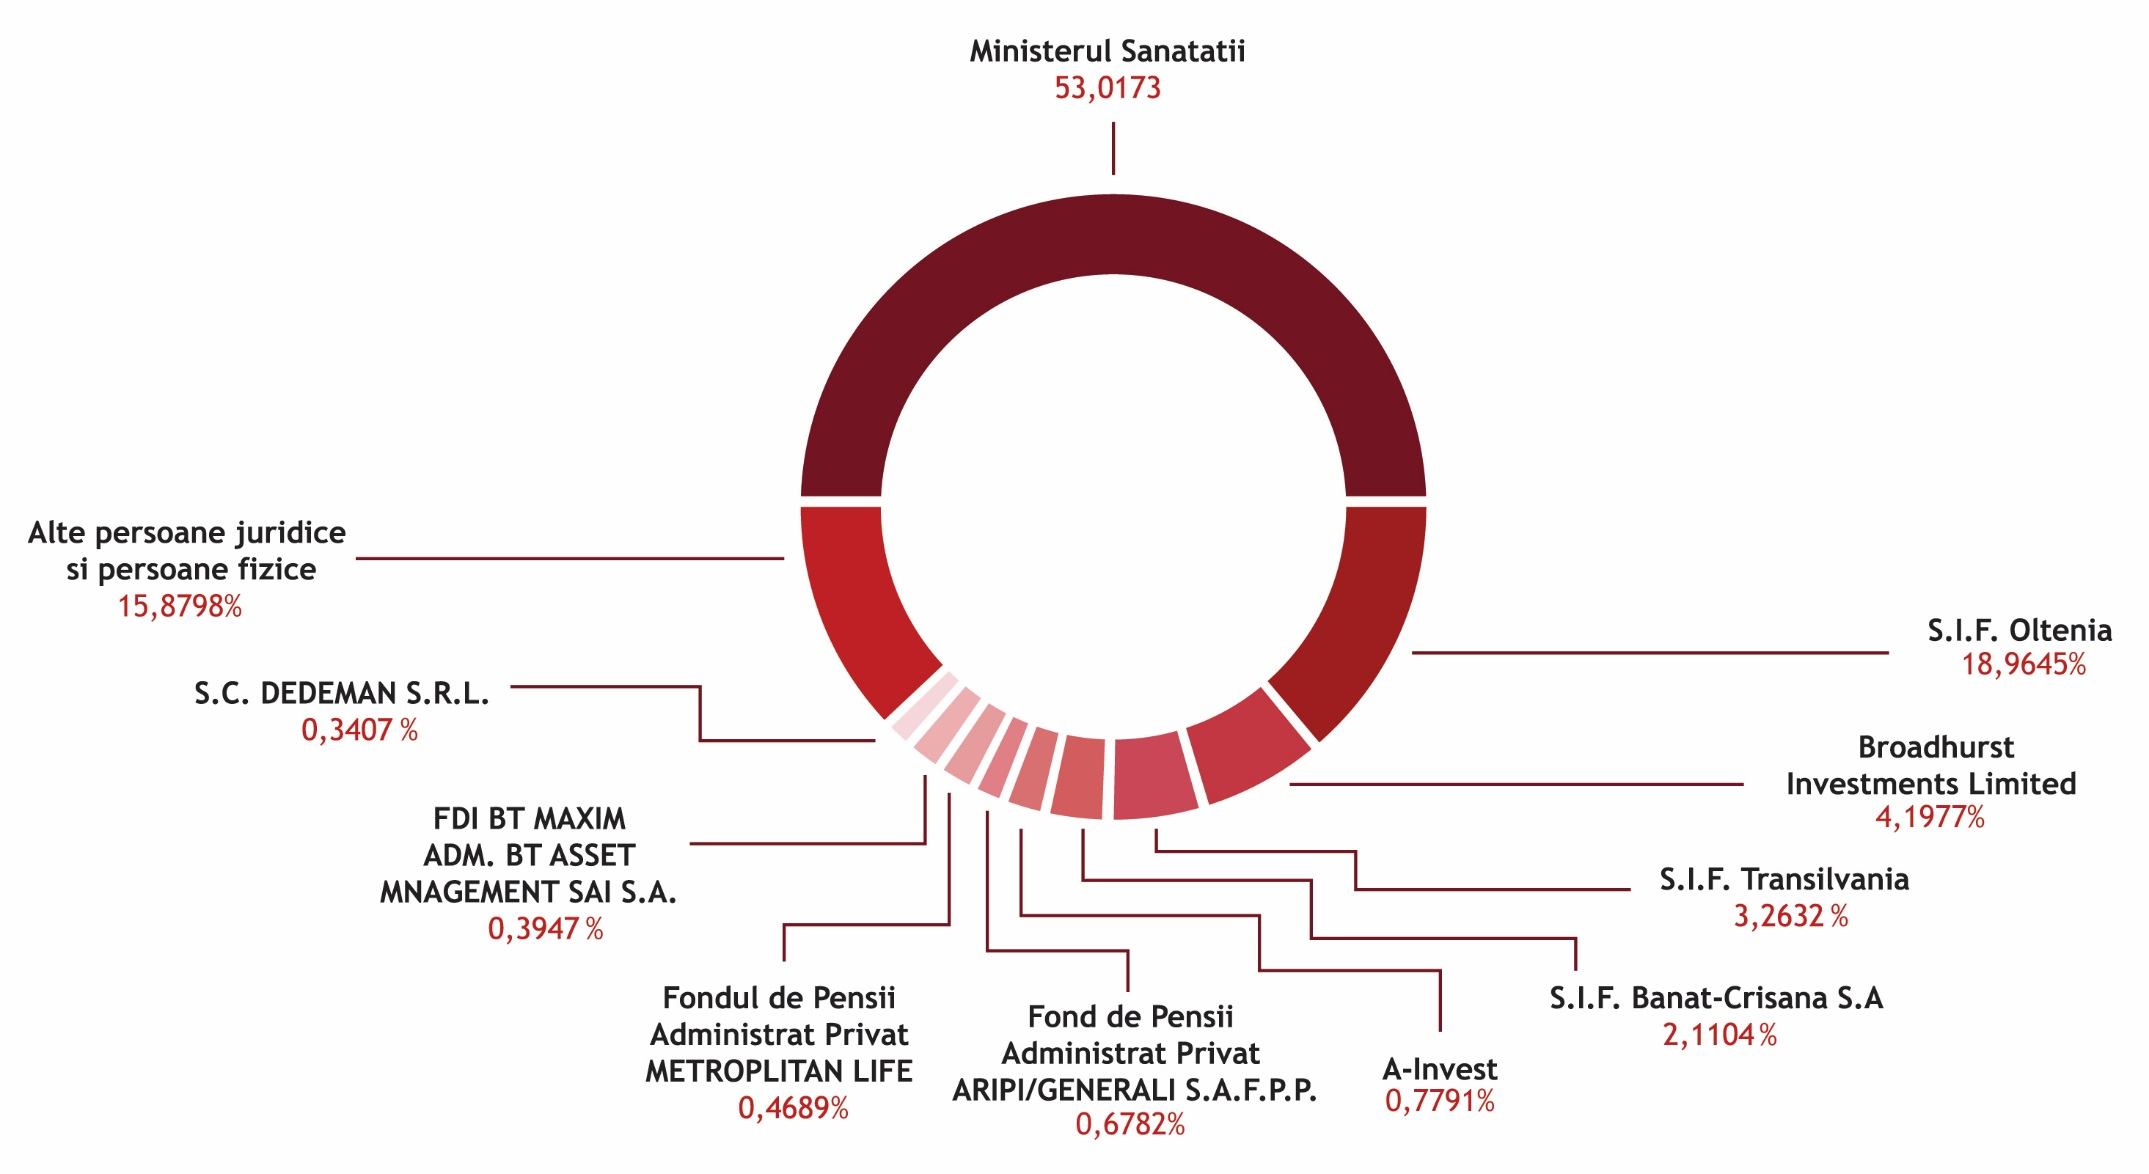 Ministerul Sanatatii
53,0173
Alte persoane juridice
si persoane fizice
15,8798%
S.I.F. Oltenia
18,9645%
S.C. DEDEMAN S.R.L.
0,3407 %
Broadhurst
Investments Limited
4,1977%
FDI BT MAXIM
ADM. BT ASSET
MNAGEMENT SAI S.A.
0,3947 %
S.I.F. Transilvania
3,2632 %
Fondul de Pensii
Administrat Privat
METROPLITAN LIFE
0,4689%
Fond de Pensii
Administrat Privat
ARIPI/GENERALI S.A.F.P.P.
0,6782%
A-Invest
0,7791%
S.I.F. Banat-Crisana S.A
2,1104 %